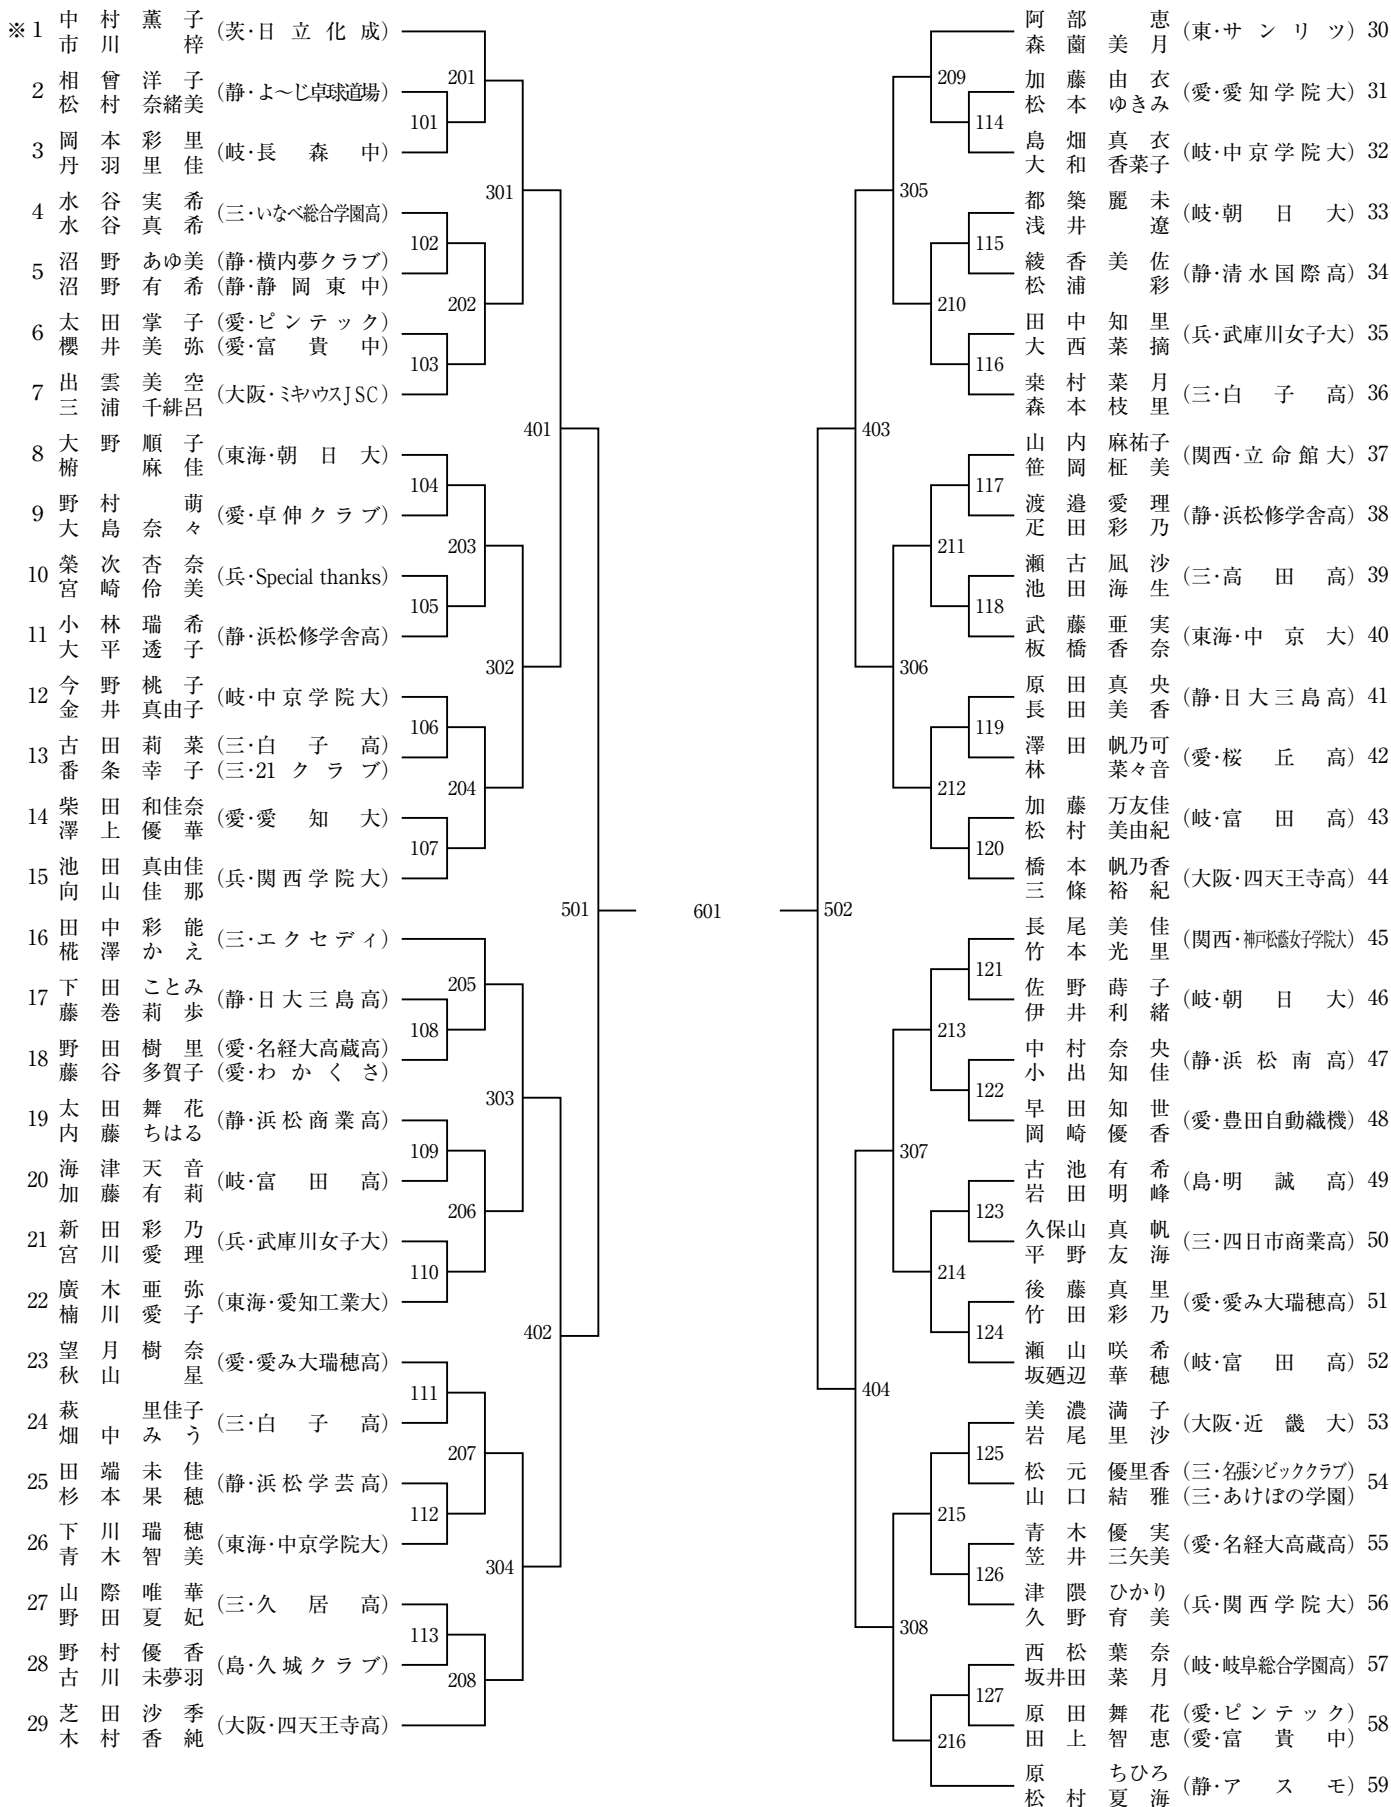 ※1 中村薫子 (茨・日立化成)
市川梓
2 相曾洋子 (静・よ〜じ卓球道場)
松村奈緒美
3 岡本彩里 (岐・長森中)
丹羽里佳
4 水谷実希 (三・いなべ総合学園高)
水谷真希
5 沼野あゆ美 (静・横内夢クラブ)
沼野有希 (静・静岡東中)
6 太田掌子 (愛・ピンテック)
櫻井美弥 (愛・富貴中)
7 出雲美空 (大阪・ミキハウスJSC)
三浦千緋呂
8 大野順子 (東海・朝日大)
椨麻佳
9 野村萌 (愛・卓伸クラブ)
大島奈々
10 榮次杏奈 (兵・Special thanks)
宮崎伶美
11 小林瑞希 (静・浜松修学舎高)
大平透子
12 今野桃子 (岐・中京学院大)
金井真由子
13 古田莉菜 (三・白子高)
番条幸子 (三・21クラブ)
14 柴田和佳奈 (愛・愛知大)
澤上優華
15 池田真由佳 (兵・関西学院大)
向山佳那
16 田中彩能 (三・エクセディ)
椛澤かえ
17 下田ことみ (静・日大三島高)
藤巻莉歩
18 野田樹里 (愛・名経大高蔵高)
藤谷多賀子 (愛・わかくさ)
19 太田舞花 (静・浜松商業高)
内藤ちはる
20 海津天音 (岐・富田高)
加藤有莉
21 新田彩乃 (兵・武庫川女子大)
宮川愛理
22 廣木亜弥 (東海・愛知工業大)
楠川愛子
23 望月樹奈 (愛・愛み大瑞穂高)
秋山星
24 萩里佳子 (三・白子高)
畑中みう
25 田端未佳 (静・浜松学芸高)
杉本果穂
26 下川瑞穂 (東海・中京学院大)
青木智美
27 山際唯華 (三・久居高)
野田夏妃
28 野村優香 (島・久城クラブ)
古川未夢羽
29 芝田沙季 (大阪・四天王寺高)
木村香純
201
101
301
102
202
103
401
104
203
105
302
106
204
107
501
205
108
303
109
206
110
402
111
207
112
304
113
208
601
502
209
114
305
115
210
116
403
117
211
118
306
119
212
120
121
213
122
307
123
214
124
404
125
215
126
308
127
216
阿部恵 (東・サンリツ) 30
森薗美月
加藤由衣 (愛・愛知学院大) 31
松本ゆきみ
島畑真衣 (岐・中京学院大) 32
大和香菜子
都築麗未 (岐・朝日大) 33
浅井遼
綾香美佐 (静・清水国際高) 34
松浦彩
田中知里 (兵・武庫川女子大) 35
大西菜摘
桒村菜月 (三・白子高) 36
森本枝里
山内麻祐子 (関西・立命館大) 37
笹岡柾美
渡邉愛理 (静・浜松修学舎高) 38
疋田彩乃
瀬古凪沙 (三・高田高) 39
池田海生
武藤亜実 (東海・中京大) 40
板橋香奈
原田真央 (静・日大三島高) 41
長田美香
澤田帆乃可 (愛・桜丘高) 42
林菜々音
加藤万友佳 (岐・富田高) 43
松村美由紀
橋本帆乃香 (大阪・四天王寺高) 44
三條裕紀
長尾美佳 (関西・神戸松蔭女子学院大) 45
竹本光里
佐野蒔子 (岐・朝日大) 46
伊井利緒
中村奈央 (静・浜松南高) 47
小出知佳
早田知世 (愛・豊田自動織機) 48
岡崎優香
古池有希 (島・明誠高) 49
岩田明峰
久保山真帆 (三・四日市商業高) 50
平野友海
後藤真里 (愛・愛み大瑞穂高) 51
竹田彩乃
瀬山咲希 (岐・富田高) 52
坂廼辺華穂
美濃満子 (大阪・近畿大) 53
岩尾里沙
松元優里香 (三・名張シビッククラブ) 54
山口結雅 (三・あけぼの学園)
青木優実 (愛・名経大高蔵高) 55
笠井三矢美
津隈ひかり (兵・関西学院大) 56
久野育美
西松葉奈 (岐・岐阜総合学園高) 57
坂井田菜月
原田舞花 (愛・ピンテック) 58
田上智恵 (愛・富貴中)
原ちひろ (静・アスモ) 59
松村夏海